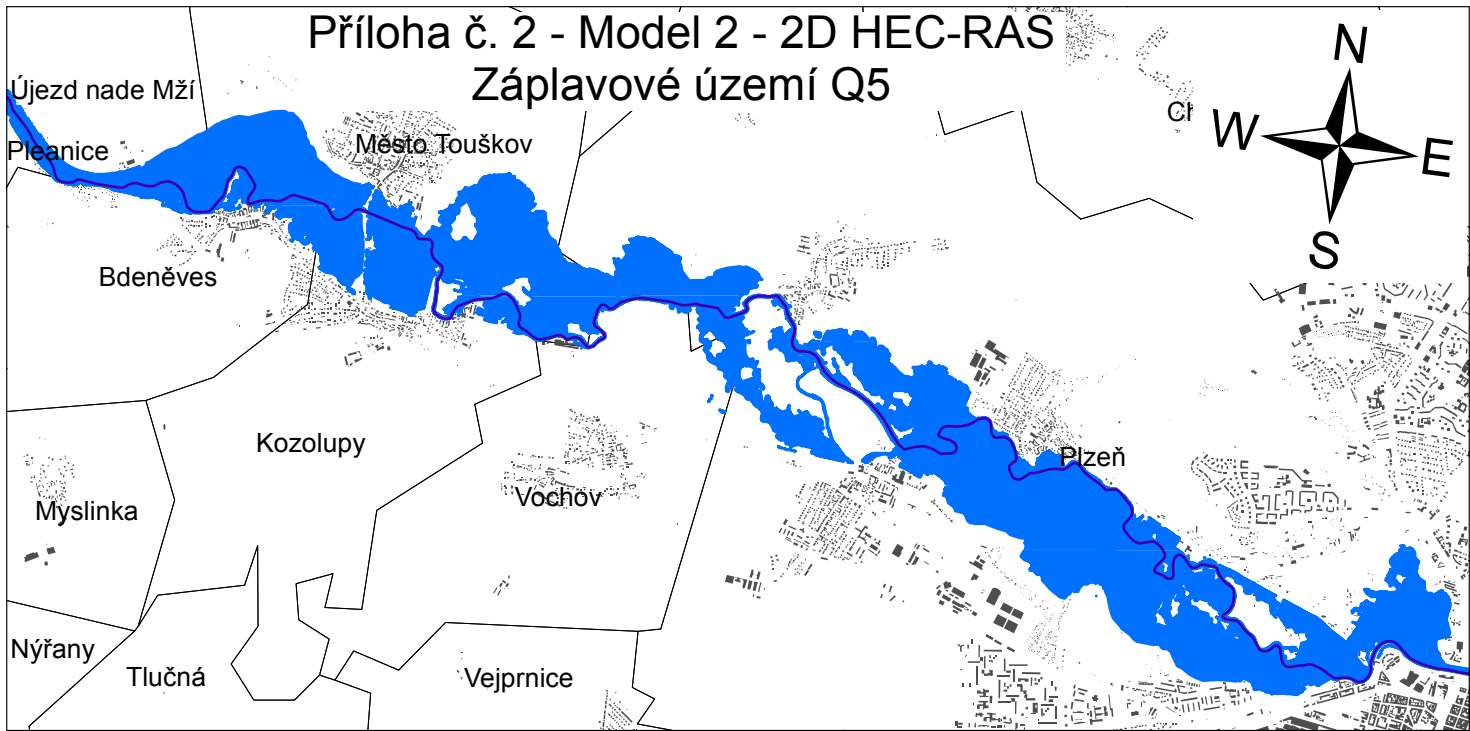 Příloha č. 2 - Model 2 - 2D HEC-RAS
Záplavové území Q5
N
W
E
S
Újezd nade Mží
Pleanice
Město Touškov
Bdeněves
Kozolupy
Myslinka
Vochov
Plzeň
Nýřany
Tlučná
Vejprnice